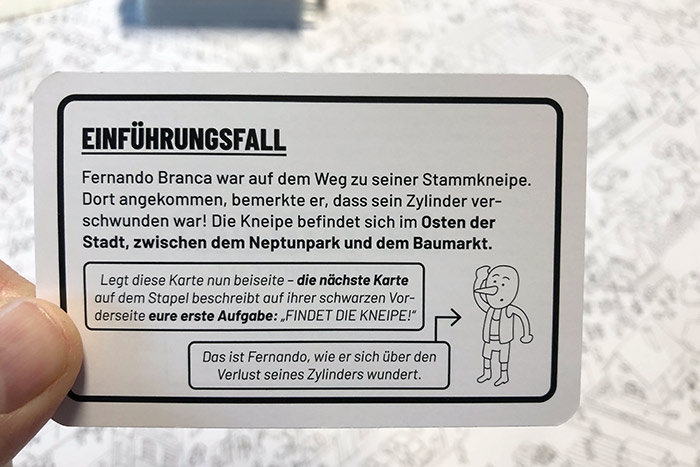 EINFÜHRUNGSFALL
Fernando Branca war auf dem Weg zu seiner Stammkneipe.
Dort angekommen, bemerkte er, dass sein Zylinder ver-
schwunden war! Die Kneipe befindet sich im Osten der
Stadt, zwischen dem Neptunpark und dem Baumarkt.
Legt diese Karte nun beiseite – die nächste Karte
auf dem Stapel beschreibt auf ihrer schwarzen Vor-
derseite eure erste Aufgabe: „FINDET DIE KNEIPE!“
Das ist Fernando, wie er sich über den
Verlust seines Zylinders wundert.